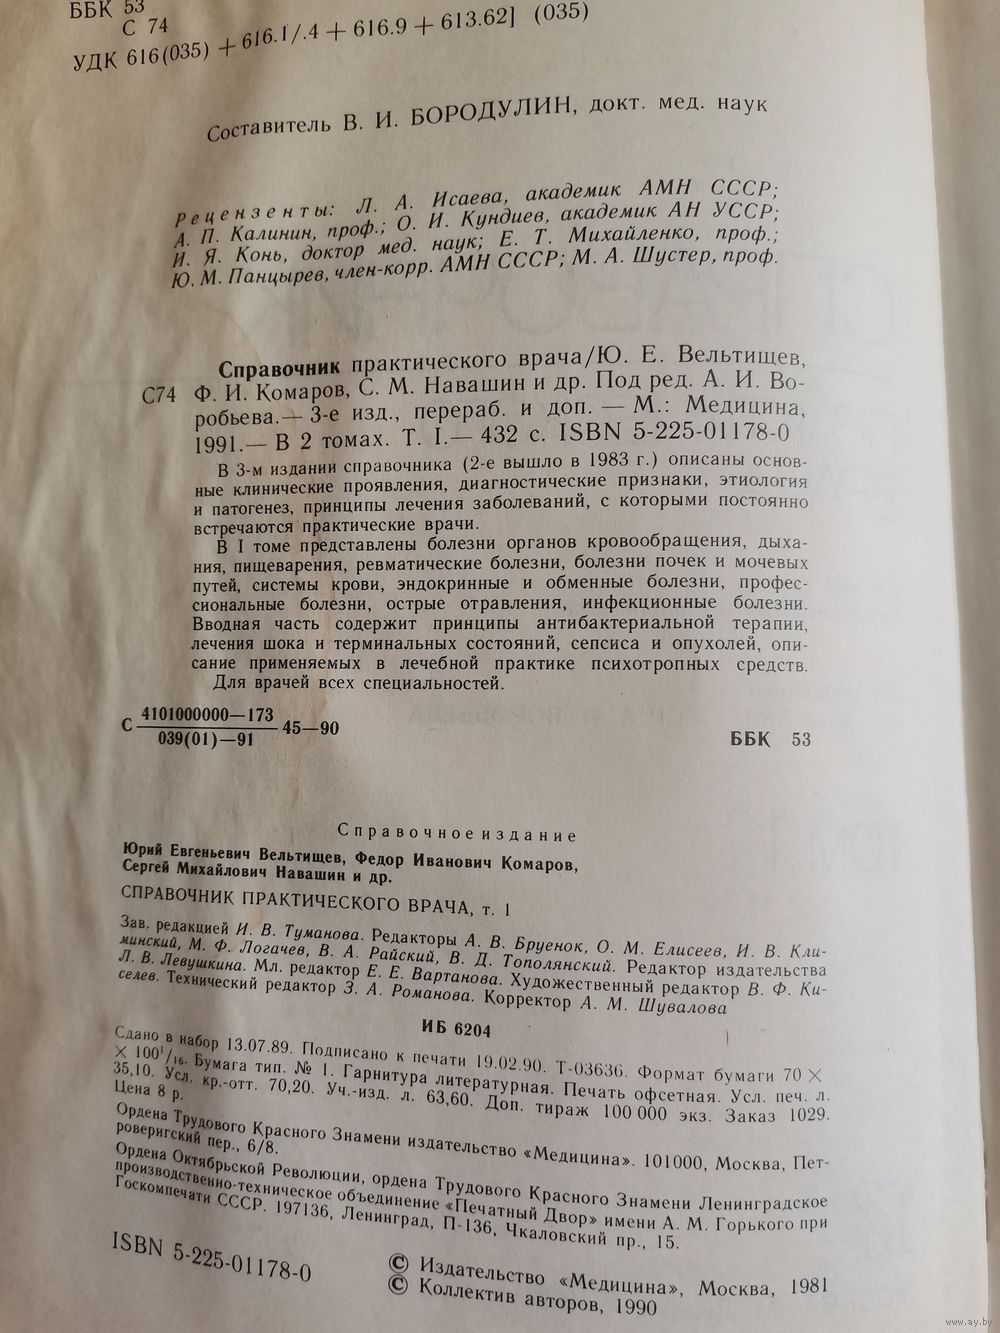 ББК 53
С 74
УДК 616(035) + 616.1/.4 + 616.9 + 613.62] (035)
Составитель В. И. БОРОДУЛИН, докт. мед. наук
Рецензенты: Л. А. Исаева, академик АМН СССР;
А. П. Калинин, проф.; О. И. Кундиев, академик АН УССР;
И. Я. Конь, доктор мед. наук; Е. Т. Михайленко, проф.;
Ю. М. Панцырев, член-корр. АМН СССР; М. А. Шустер, проф.
Справочник практического врача/Ю. Е. Вельтищев,
С74 Ф. И. Комаров, С. М. Навашин и др. Под ред. А. И. Во-
робьева.— 3-е изд., перераб. и доп. — М.: Медицина,
1991.— В 2 томах. Т. I.— 432 с. ISBN 5-225-01178-0
В 3-м издании справочника (2-е вышло в 1983 г.) описаны основ-
ные клинические проявления, диагностические признаки, этиология
и патогенез, принципы лечения заболеваний, с которыми постоянно
встречаются практические врачи.
В I томе представлены болезни органов кровообращения, дыха-
ния, пищеварения, ревматические болезни, болезни почек и мочевых
путей, системы крови, эндокринные и обменные болезни, профес-
сиональные болезни, острые отравления, инфекционные болезни.
Вводная часть содержит принципы антибактериальной терапии,
лечения шока и терминальных состояний, сепсиса и опухолей, опи-
сание применяемых в лечебной практике психотропных средств.
Для врачей всех специальностей.
С 4101000000—173
039(01)—91 45—90
ББК 53
Справочное издание
Юрий Евгеньевич Вельтищев, Федор Иванович Комаров,
Сергей Михайлович Навашин и др.
СПРАВОЧНИК ПРАКТИЧЕСКОГО ВРАЧА, т. 1
Зав. редакцией И. В. Туманова. Редакторы А. В. Бруенок, О. М. Елисеев, И. В. Кли-
минский, М. Ф. Логачев, В. А. Райский, В. Д. Тополянский. Редактор издательства
Л. В. Левушкина. Мл. редактор Е. Е. Вартанова. Художественный редактор В. Ф. Ки-
селев. Технический редактор З. А. Романова. Корректор А. М. Шувалова
ИБ 6204
Сдано в набор 13.07.89. Подписано к печати 19.02.90. Т-03636. Формат бумаги 70 ×
× 100¹/₁₆. Бумага тип. № 1. Гарнитура литературная. Печать офсетная. Усл. печ. л.
35,10. Усл. кр.-отт. 70,20. Уч.-изд. л. 63,60. Доп. тираж 100 000 экз. Заказ 1029.
Цена 8 р.
Ордена Трудового Красного Знамени издательство «Медицина». 101000, Москва, Пет-
роверигский пер., 6/8.
Ордена Октябрьской Революции, ордена Трудового Красного Знамени Ленинградское
производственно-техническое объединение «Печатный Двор» имени А. М. Горького при
Госкомпечати СССР. 197136, Ленинград, П-136, Чкаловский пр., 15.
ISBN 5-225-01178-0
© Издательство «Медицина», Москва, 1981
© Коллектив авторов, 1990
www.ay.by